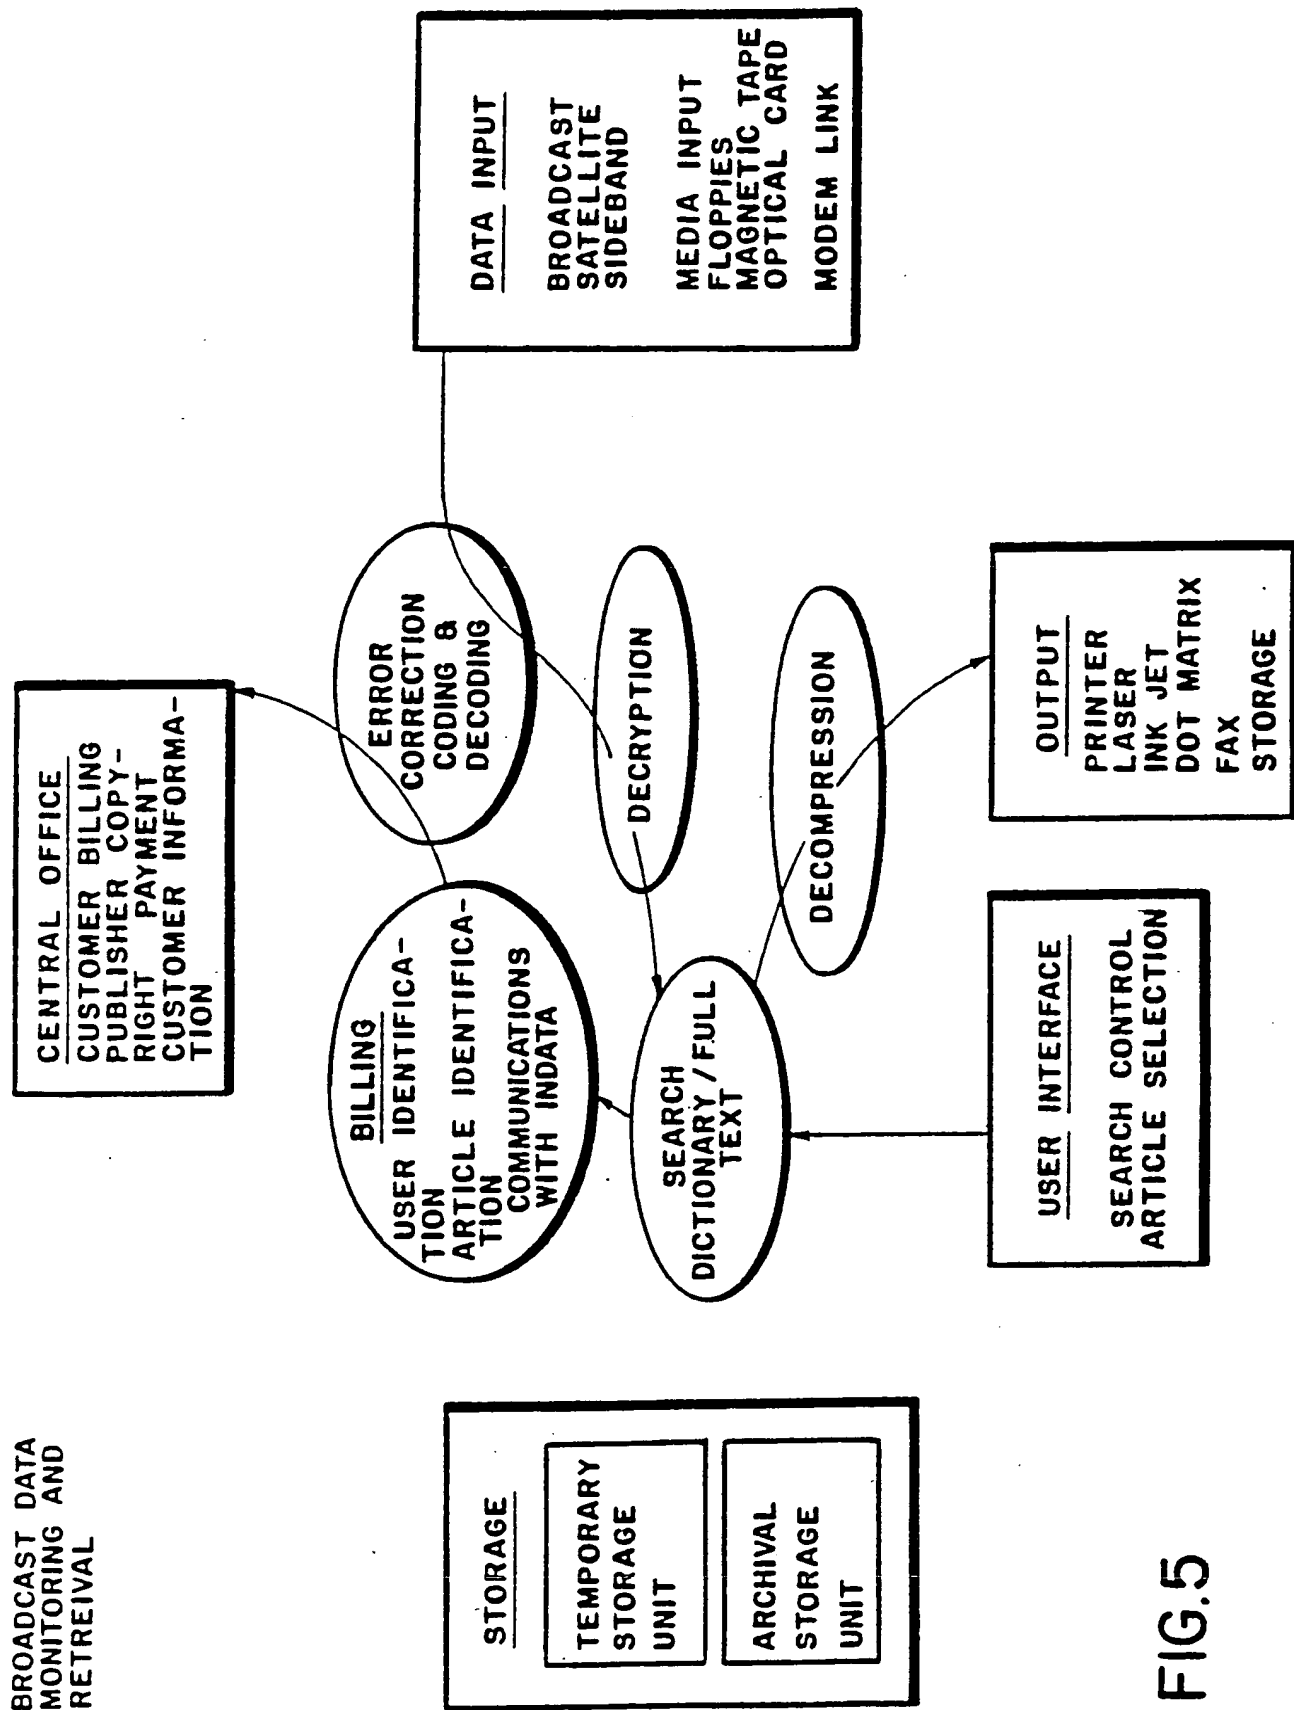 BROADCAST DATA
MONITORING AND
RETREIVAL
CENTRAL OFFICE
CUSTOMER BILLING
PUBLISHER COPY-
RIGHT PAYMENT
CUSTOMER INFORMA-
TION
BILLING
USER IDENTIFICA-
TION
ARTICLE IDENTIFICA-
TION
COMMUNICATIONS
WITH INDATA
ERROR
CORRECTION
CODING &
DECODING
DATA INPUT
BROADCAST
SATELLITE
SIDEBAND
MEDIA INPUT
FLOPPIES
MAGNETIC TAPE
OPTICAL CARD
MODEM LINK
STORAGE
TEMPORARY
STORAGE
UNIT
ARCHIVAL
STORAGE
UNIT
SEARCH
DICTIONARY/FULL
TEXT
DECRYPTION
DECOMPRESSION
USER INTERFACE
SEARCH CONTROL
ARTICLE SELECTION
OUTPUT
PRINTER
LASER
INK JET
DOT MATRIX
FAX
STORAGE
FIG.5